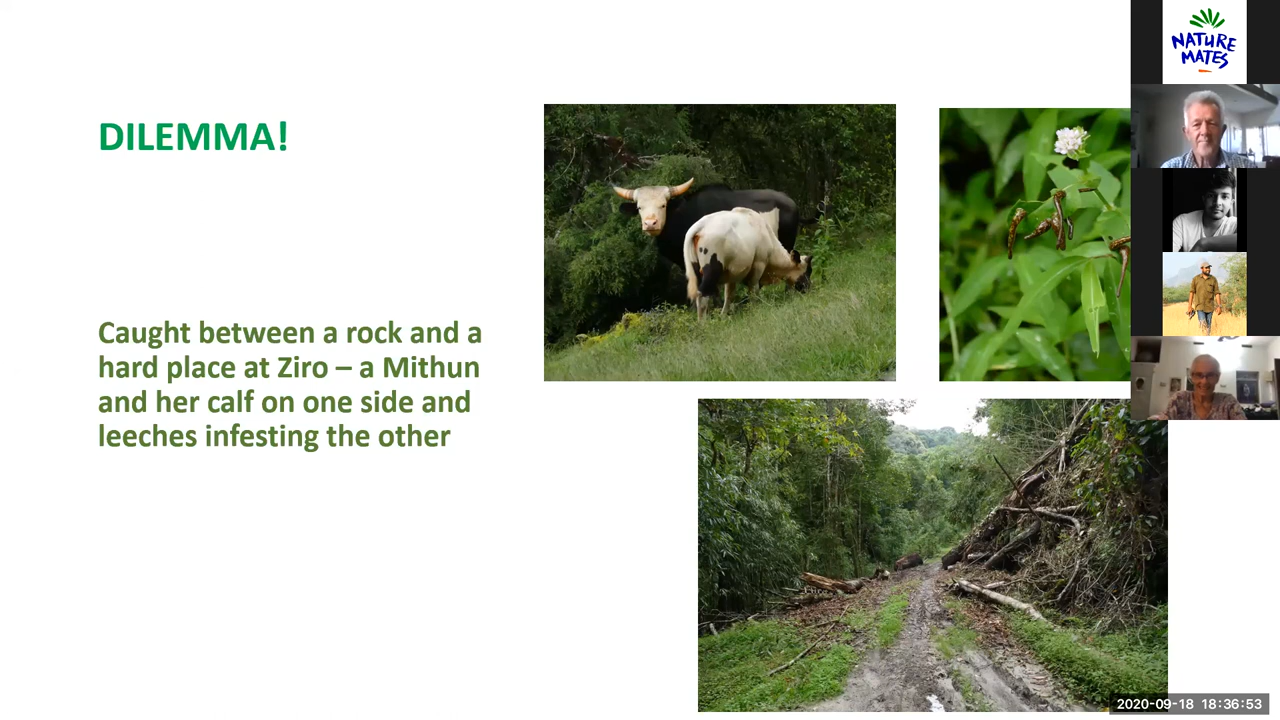 DILEMMA!
Caught between a rock and a
hard place at Ziro – a Mithun
and her calf on one side and
leeches infesting the other
NATURE
MATES
2020-09-18 18:36:53